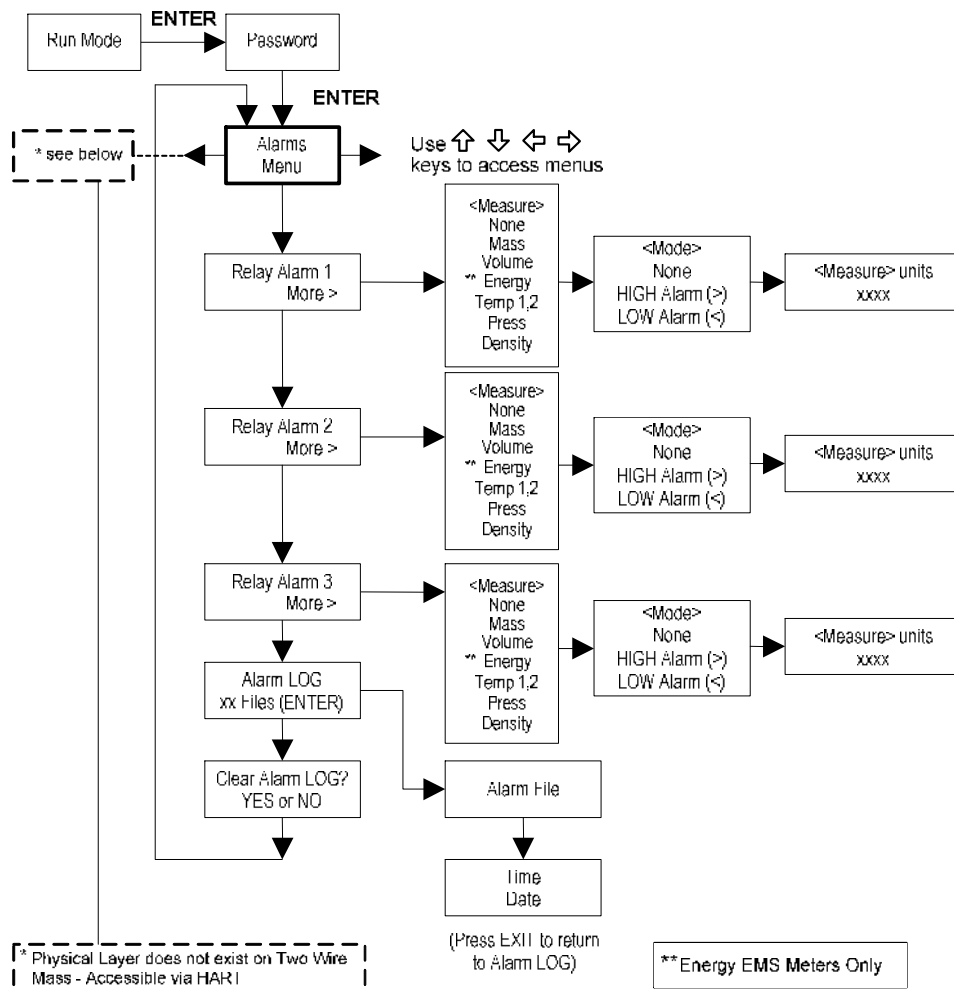 Run Mode
ENTER
Password
ENTER
* see below
Alarms
Menu
Use
keys to access menus
Relay Alarm 1
More >
<Measure>
None
Mass
Volume
** Energy
Temp 1,2
Press
Density
<Mode>
None
HIGH Alarm (>)
LOW Alarm (<)
<Measure> units
xxxx
Relay Alarm 2
More >
<Measure>
None
Mass
Volume
** Energy
Temp 1,2
Press
Density
<Mode>
None
HIGH Alarm (>)
LOW Alarm (<)
<Measure> units
xxxx
Relay Alarm 3
More >
<Measure>
None
Mass
Volume
** Energy
Temp 1,2
Press
Density
<Mode>
None
HIGH Alarm (>)
LOW Alarm (<)
<Measure> units
xxxx
Alarm LOG
xx Files (ENTER)
Clear Alarm LOG?
YES or NO
Alarm File
Time
Date
(Press EXIT to return
to Alarm LOG)
* Physical Layer does not exist on Two Wire
Mass - Accessible via HART
**Energy EMS Meters Only